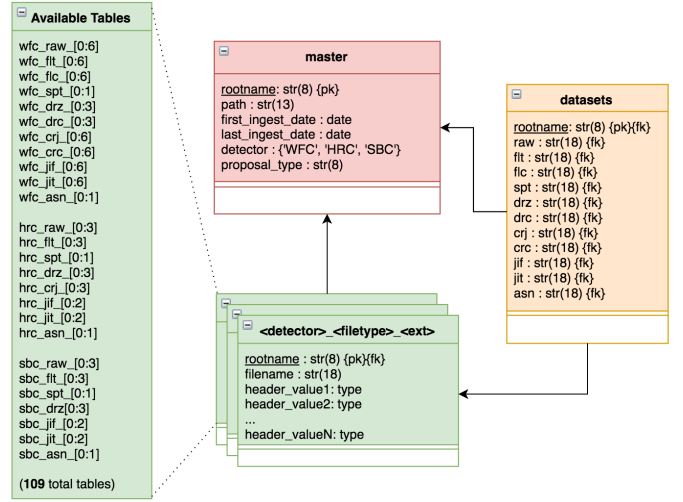 Available Tables
wfc_raw_[0:6]
wfc_flt_[0:6]
wfc_flc_[0:6]
wfc_spt_[0:1]
wfc_drz_[0:3]
wfc_drc_[0:3]
wfc_crj_[0:6]
wfc_crc_[0:6]
wfc_jif_[0:6]
wfc_jit_[0:6]
wfc_asn_[0:1]
hrc_raw_[0:3]
hrc_flt_[0:3]
hrc_spt_[0:1]
hrc_drz_[0:3]
hrc_crj_[0:3]
hrc_jif_[0:2]
hrc_jit_[0:2]
hrc_asn_[0:1]
sbc_raw_[0:3]
sbc_flt_[0:3]
sbc_spt_[0:1]
sbc_drz[0:3]
sbc_jif_[0:2]
sbc_jit_[0:2]
sbc_asn_[0:1]
(109 total tables)
master
rootname: str(8) {pk}
path : str(13)
first_ingest_date : date
last_ingest_date : date
detector : {'WFC', 'HRC', 'SBC'}
proposal_type : str(8)
datasets
rootname: str(8) {pk}{fk}
raw : str(18) {fk}
flt : str(18) {fk}
flc : str(18) {fk}
spt : str(18) {fk}
drz : str(18) {fk}
drc : str(18) {fk}
crj : str(18) {fk}
crc : str(18) {fk}
jif : str(18) {fk}
jit : str(18) {fk}
asn : str(18) {fk}
<detector>_<filetype>_<ext>
rootname : str(8) {pk}{fk}
filename : str(18)
header_value1: type
header_value2: type
...
header_valueN: type